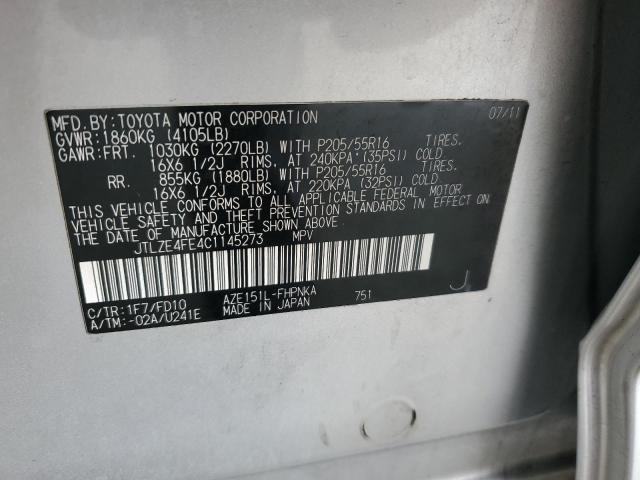 MFD.BY:TOYOTA MOTOR CORPORATION 07/11
GVWR:1860KG (4105LB)
GAWR:FRT. 1030KG (2270LB) WITH P205/55R16 TIRES.
16X6 1/2J RIMS. AT 240KPA (35PSI) COLD
RR. 855KG (1880LB) WITH P205/55R16 TIRES.
16X6 1/2J RIMS. AT 220KPA (32PSI) COLD
THIS VEHICLE CONFORMS TO ALL APPLICABLE FEDERAL MOTOR
VEHICLE SAFETY AND THEFT PREVENTION STANDARDS IN EFFECT ON
THE DATE OF MANUFACTURE SHOWN ABOVE.
JTLZE4FE4C1145273 MPV
C/TR:1F7/FD10 AZE151L-FHPNKA 751 J
A/TM:-02A/U241E MADE IN JAPAN